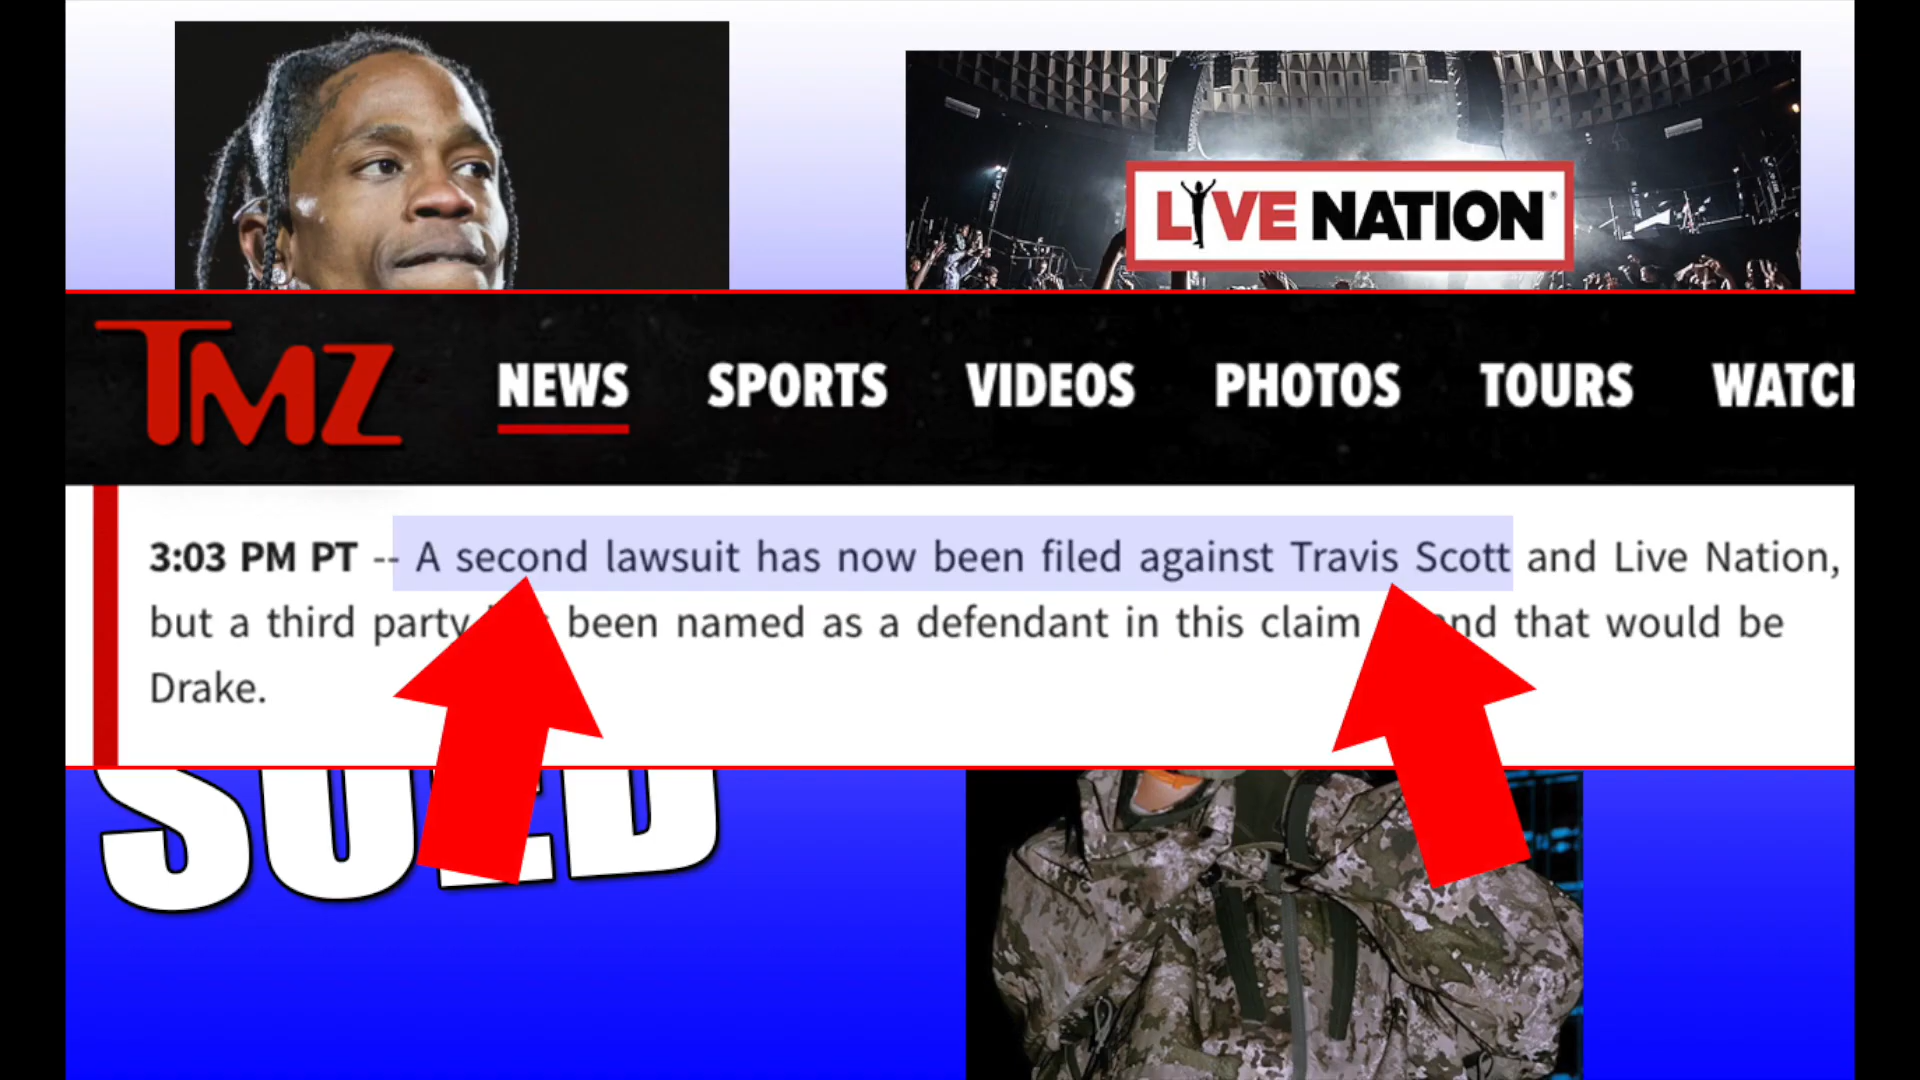 LIVE NATION
TMZ NEWS SPORTS VIDEOS PHOTOS TOURS
3:03 PM PT -- A second lawsuit has now been filed against Travis Scott and Live Nation,
but a third party been named as a defendant in this claim that would be
Drake.